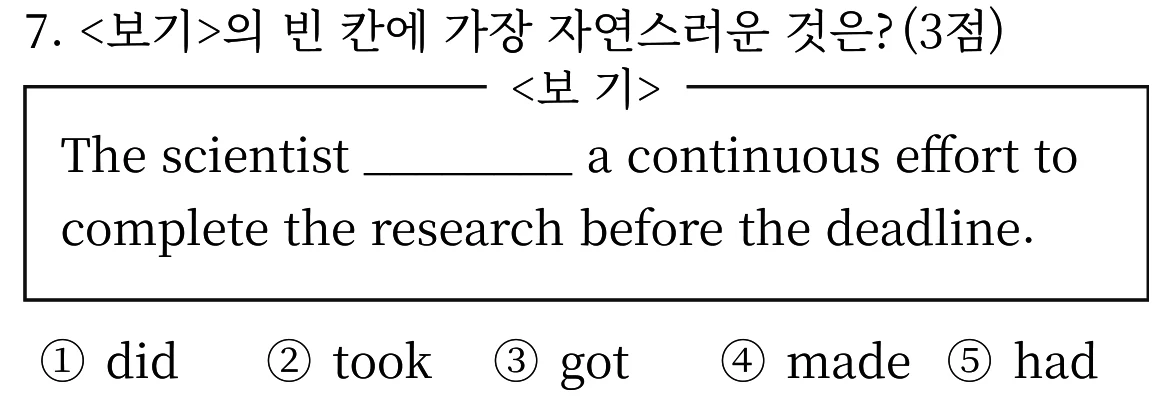 7. <보기>의 빈 칸에 가장 자연스러운 것은?(3점)
<보 기>
The scientist ________ a continuous effort to
complete the research before the deadline.
① did ② took ③ got ④ made ⑤ had